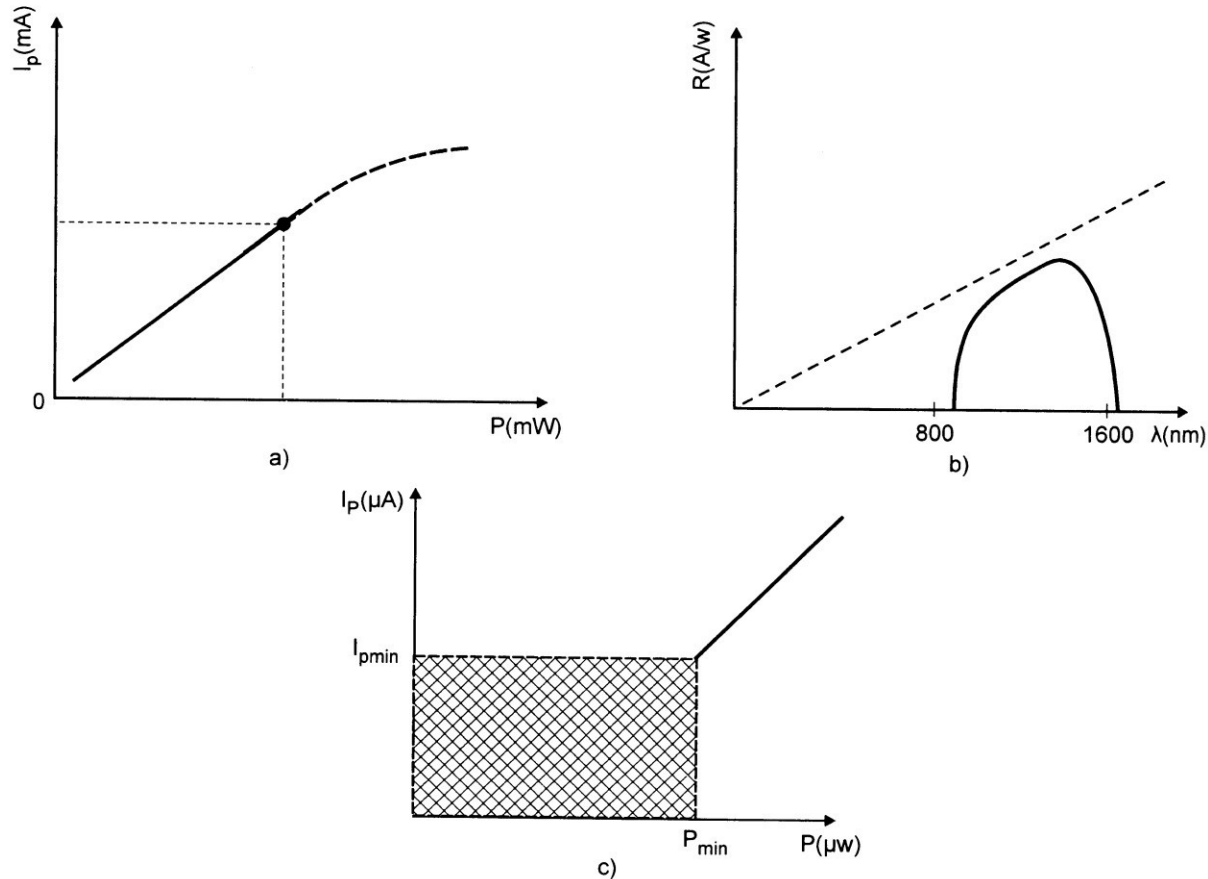 I_p(mA)
0
P(mW)
a)
R(A/w)
800
1600
λ(nm)
b)
I_P(μA)
I_pmin
P_min
P(μw)
c)